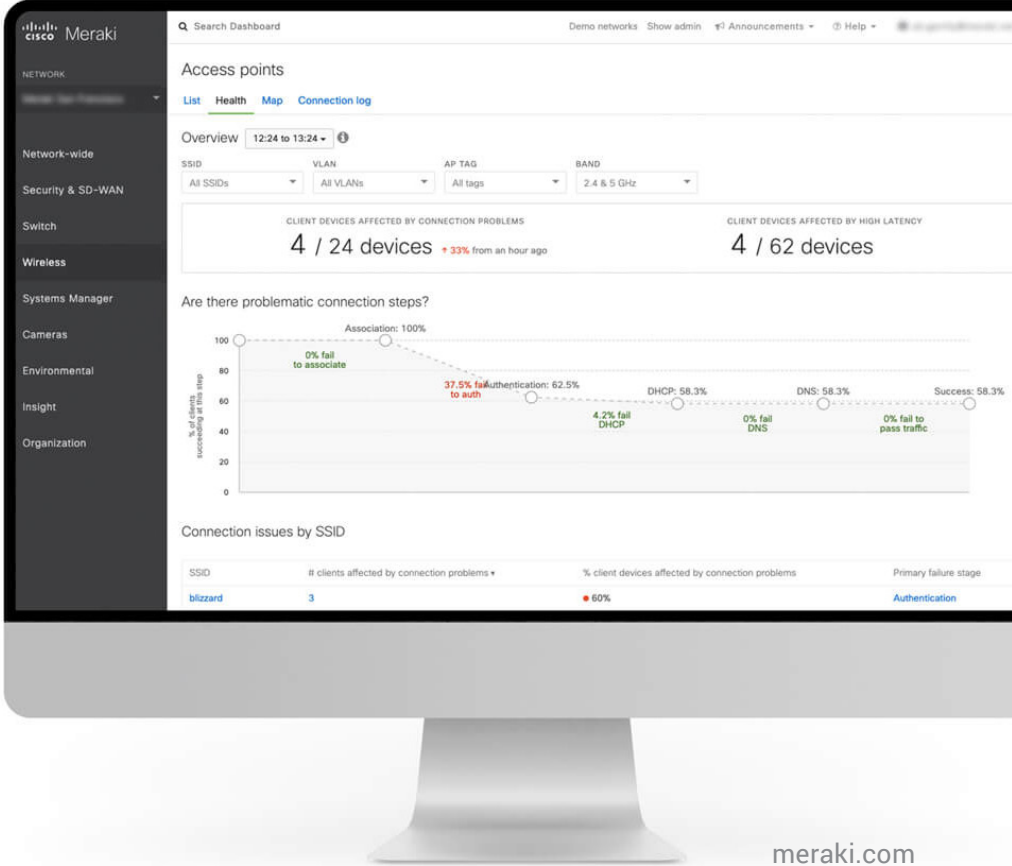 CISCO Meraki
Search Dashboard
Demo networks Show admin Announcements Help
NETWORK
Network-wide
Security & SD-WAN
Switch
Wireless
Systems Manager
Cameras
Environmental
Insight
Organization
Access points
List Health Map Connection log
Overview 12:24 to 13:24
SSID VLAN AP TAG BAND
All SSIDs All VLANs All tags 2.4 & 5 GHz
CLIENT DEVICES AFFECTED BY CONNECTION PROBLEMS
4 / 24 devices 33% from an hour ago
CLIENT DEVICES AFFECTED BY HIGH LATENCY
4 / 62 devices
Are there problematic connection steps?
% of clients
succeeding at this step
100
80
60
40
20
0
Association: 100%
0% fail
to associate
37.5% fail
to auth
Authentication: 62.5%
4.2% fail
DHCP
DHCP: 58.3%
0% fail
DNS
DNS: 58.3%
0% fail to
pass traffic
Success: 58.3%
Connection issues by SSID
SSID # clients affected by connection problems % client devices affected by connection problems Primary failure stage
blizzard 3 60% Authentication
meraki.com